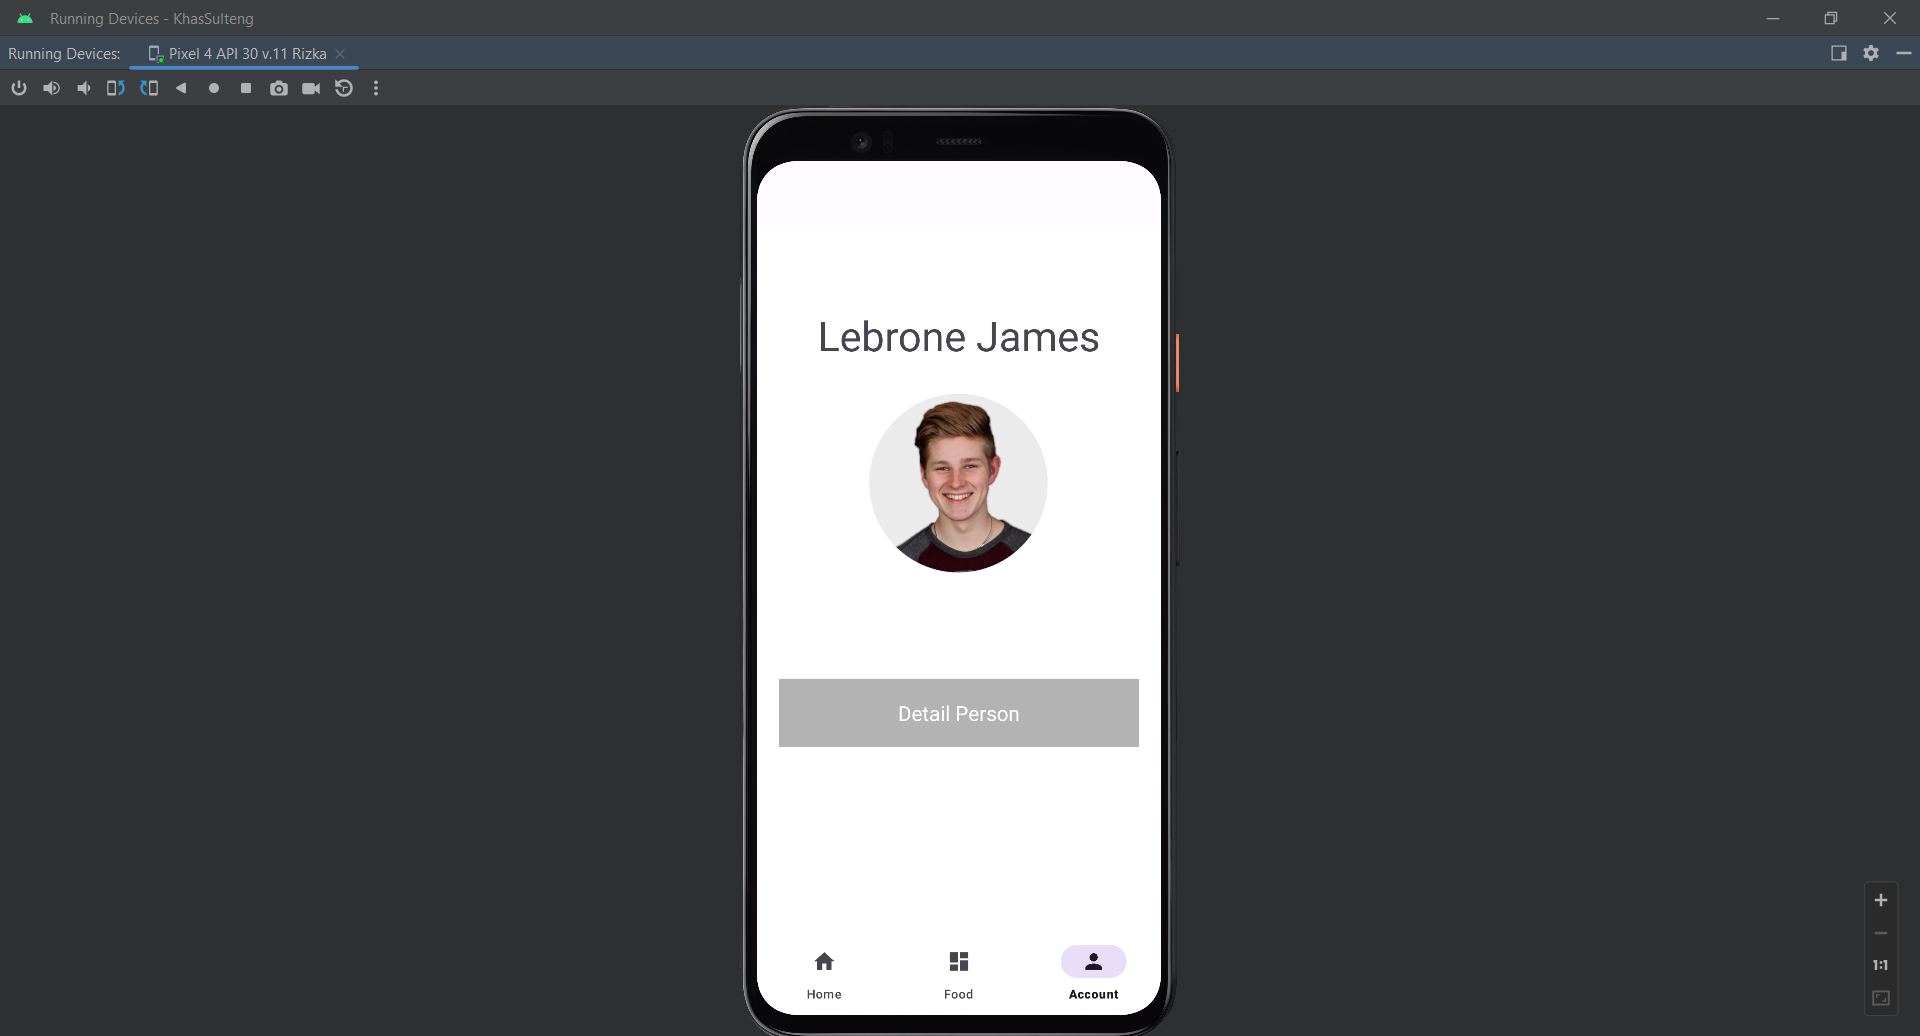 Running Devices - KhasSulteng
Running Devices:
Pixel 4 API 30 v.11 Rizka
Lebrone James
Detail Person
Home
Food
Account
1:1